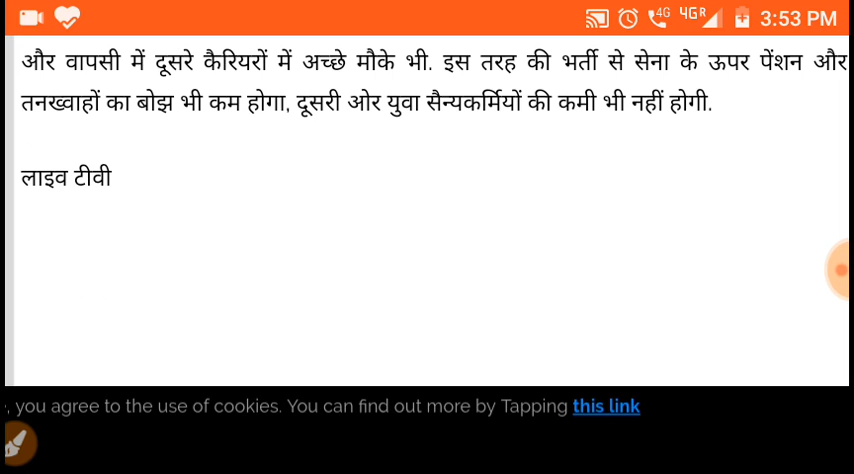 4G 4GR 3:53 PM
और वापसी में दूसरे कैरियरों में अच्छे मौके भी. इस तरह की भर्ती से सेना के ऊपर पेंशन और
तनख्वाहों का बोझ भी कम होगा, दूसरी ओर युवा सैन्यकर्मियों की कमी भी नहीं होगी.
लाइव टीवी
, you agree to the use of cookies. You can find out more by Tapping this link